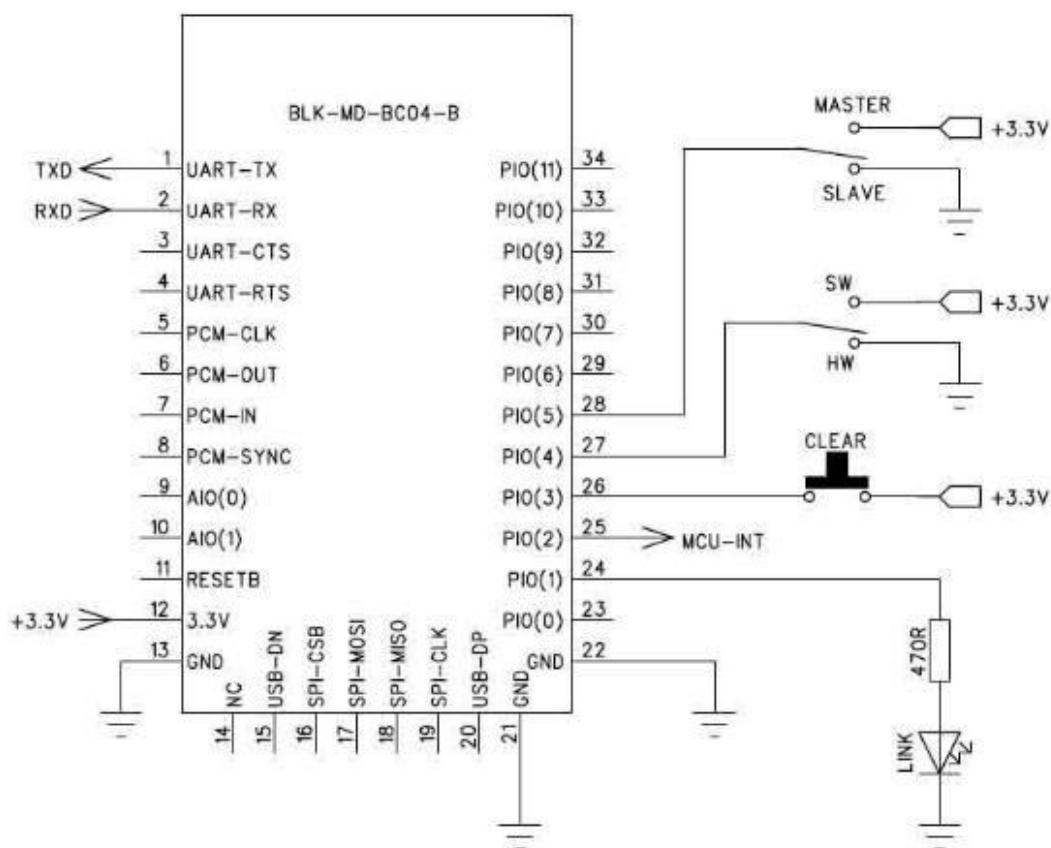 BLK-MD-BC04-B
TXD
1
UART-TX
RXD
2
UART-RX
3
UART-CTS
4
UART-RTS
5
PCM-CLK
6
PCM-OUT
7
PCM-IN
8
PCM-SYNC
9
AIO(0)
10
AIO(1)
11
RESETB
+3.3V
12
3.3V
13
GND
14
NC
15
USB-DN
16
SPI-CSB
17
SPI-MOSI
18
SPI-MISO
19
SPI-CLK
20
USB-DP
21
GND
PIO(11)
34
PIO(10)
33
PIO(9)
32
PIO(8)
31
PIO(7)
30
PIO(6)
29
PIO(5)
28
PIO(4)
27
PIO(3)
26
PIO(2)
25
MCU-INT
PIO(1)
24
PIO(0)
23
GND
22
MASTER
+3.3V
SLAVE
SW
+3.3V
HW
CLEAR
+3.3V
470R
LINK